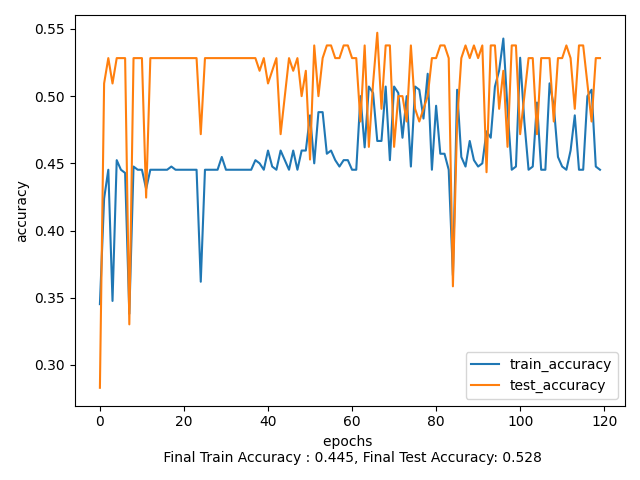 0.55
0.50
0.45
0.40
0.35
0.30
accuracy
train_accuracy
test_accuracy
0 20 40 60 80 100 120
epochs
Final Train Accuracy : 0.445, Final Test Accuracy: 0.528